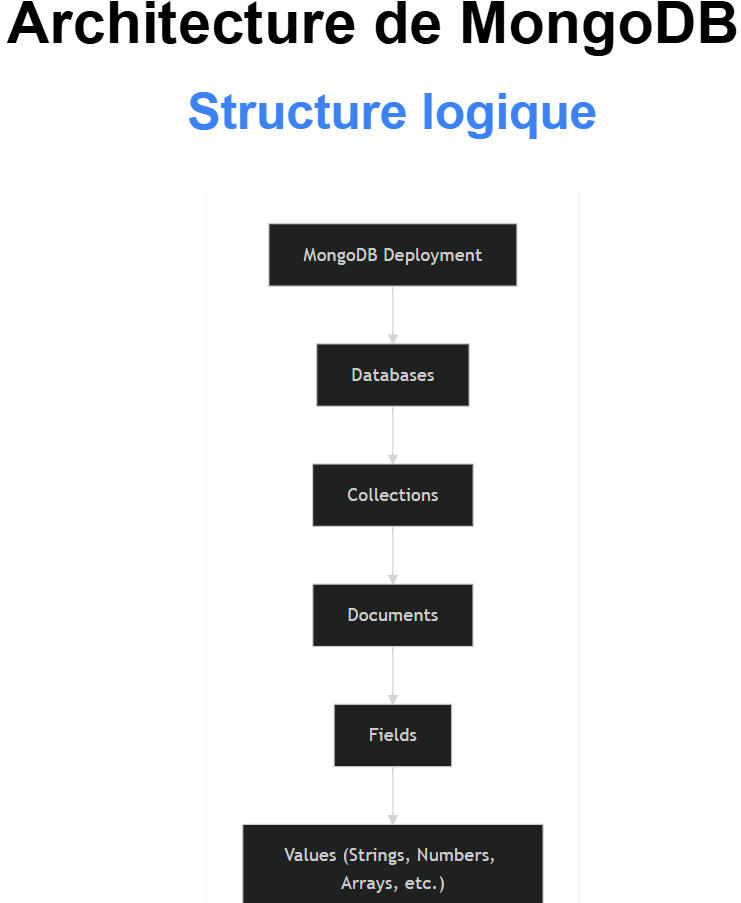 Architecture de MongoDB
Structure logique
MongoDB Deployment
Databases
Collections
Documents
Fields
Values (Strings, Numbers,
Arrays, etc.)